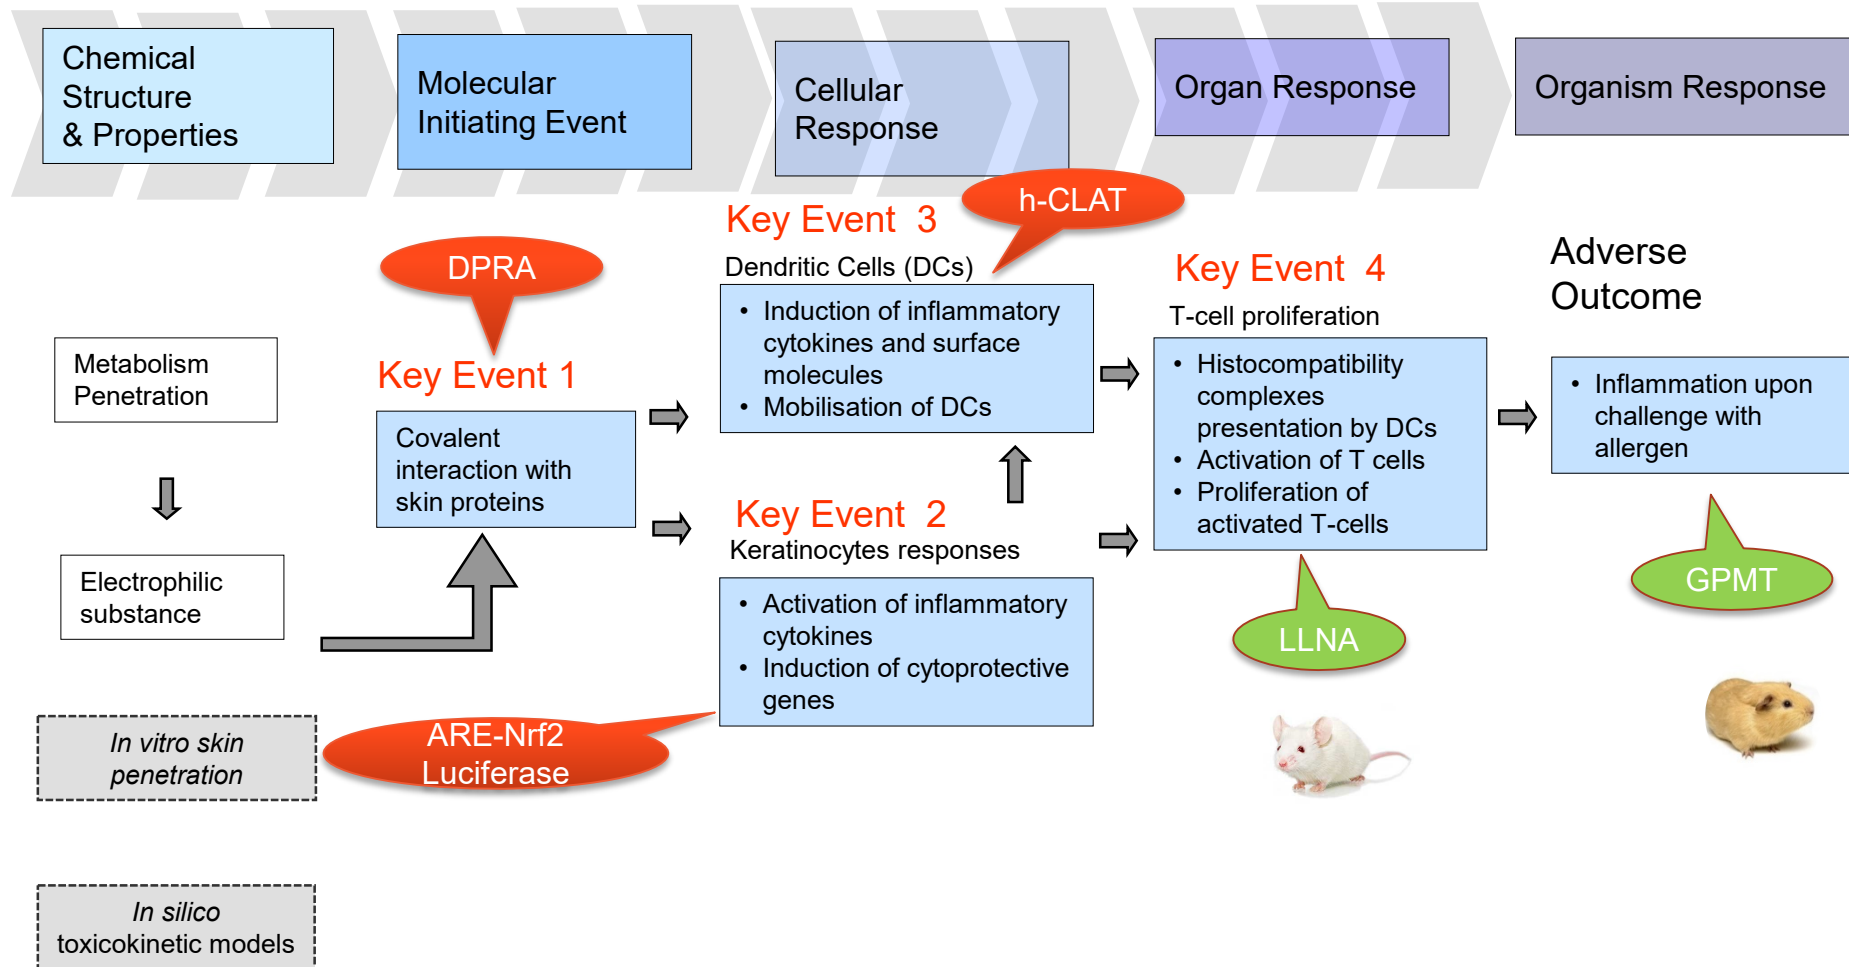 Chemical
Structure
& Properties
Molecular
Initiating Event
Cellular
Response
Organ Response
Organism Response
h-CLAT
DPRA
Key Event 3
Dendritic Cells (DCs)
• Induction of inflammatory
cytokines and surface
molecules
• Mobilisation of DCs
Key Event 4
T-cell proliferation
• Histocompatibility
complexes
presentation by DCs
• Activation of T cells
• Proliferation of
activated T-cells
Adverse
Outcome
• Inflammation upon
challenge with
allergen
Metabolism
Penetration
Key Event 1
Covalent
interaction with
skin proteins
Key Event 2
Keratinocytes responses
• Activation of inflammatory
cytokines
• Induction of cytoprotective
genes
Electrophilic
substance
LLNA
GPMT
In vitro skin
penetration
ARE-Nrf2
Luciferase
In silico
toxicokinetic models